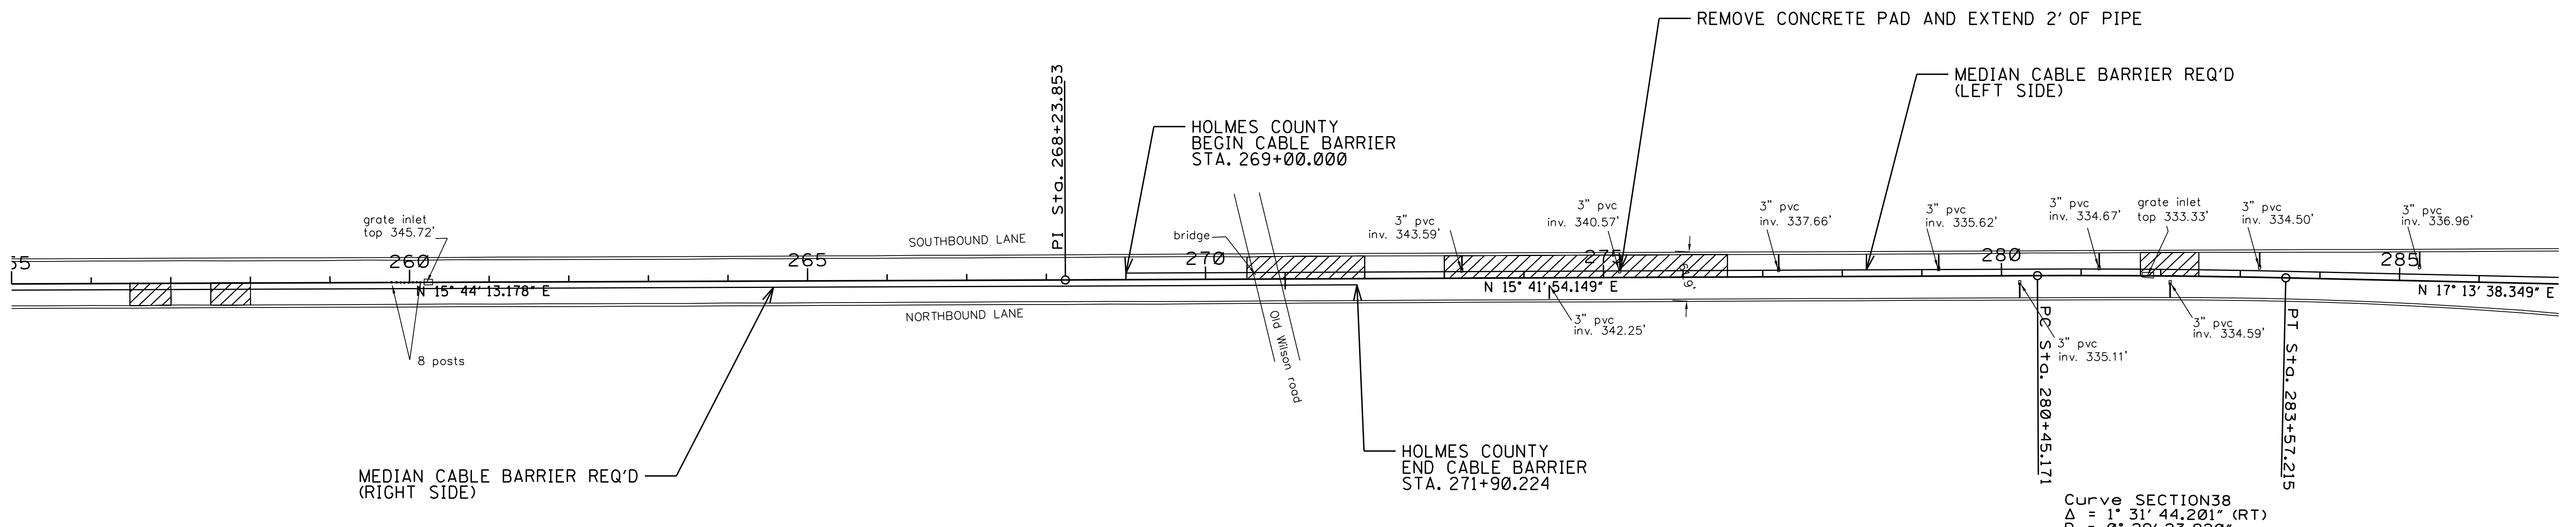 REMOVE CONCRETE PAD AND EXTEND 2' OF PIPE
MEDIAN CABLE BARRIER REQ'D
(LEFT SIDE)
PI Sta. 268+23.853
HOLMES COUNTY
BEGIN CABLE BARRIER
STA. 269+00.000
grate inlet
top 345.72'
SOUTHBOUND LANE
bridge
3" pvc
inv. 343.59'
3" pvc
inv. 340.57'
3" pvc
inv. 337.66'
3" pvc
inv. 335.62'
3" pvc
inv. 334.67'
grate inlet
top 333.33'
3" pvc
inv. 334.50'
3" pvc
inv. 336.96'
260
265
270
275
280
285
N 15° 44' 13.178" E
N 15° 41' 54.149" E
N 17° 13' 38.349" E
NORTHBOUND LANE
Old Wilson road
8 posts
3" pvc
inv. 342.25'
3" pvc
inv. 335.11'
3" pvc
inv. 334.59'
PC Sta. 280+45.171
PT Sta. 283+57.215
MEDIAN CABLE BARRIER REQ'D
(RIGHT SIDE)
HOLMES COUNTY
END CABLE BARRIER
STA. 271+90.224
Curve SECTION38
Δ = 1° 31' 44.201" (RT)